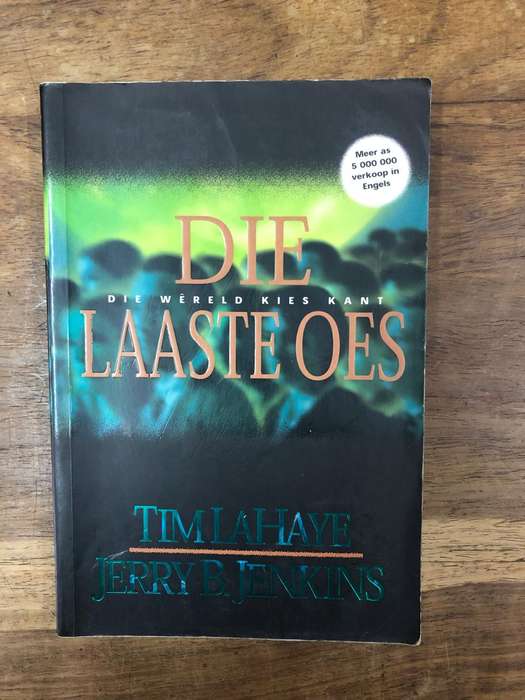 Meer as
5 000 000
verkoop in
Engels
DIE
DIE WÊRELD KIES KANT
LAASTE OES
TIM LAHAYE
JERRY B. JENKINS